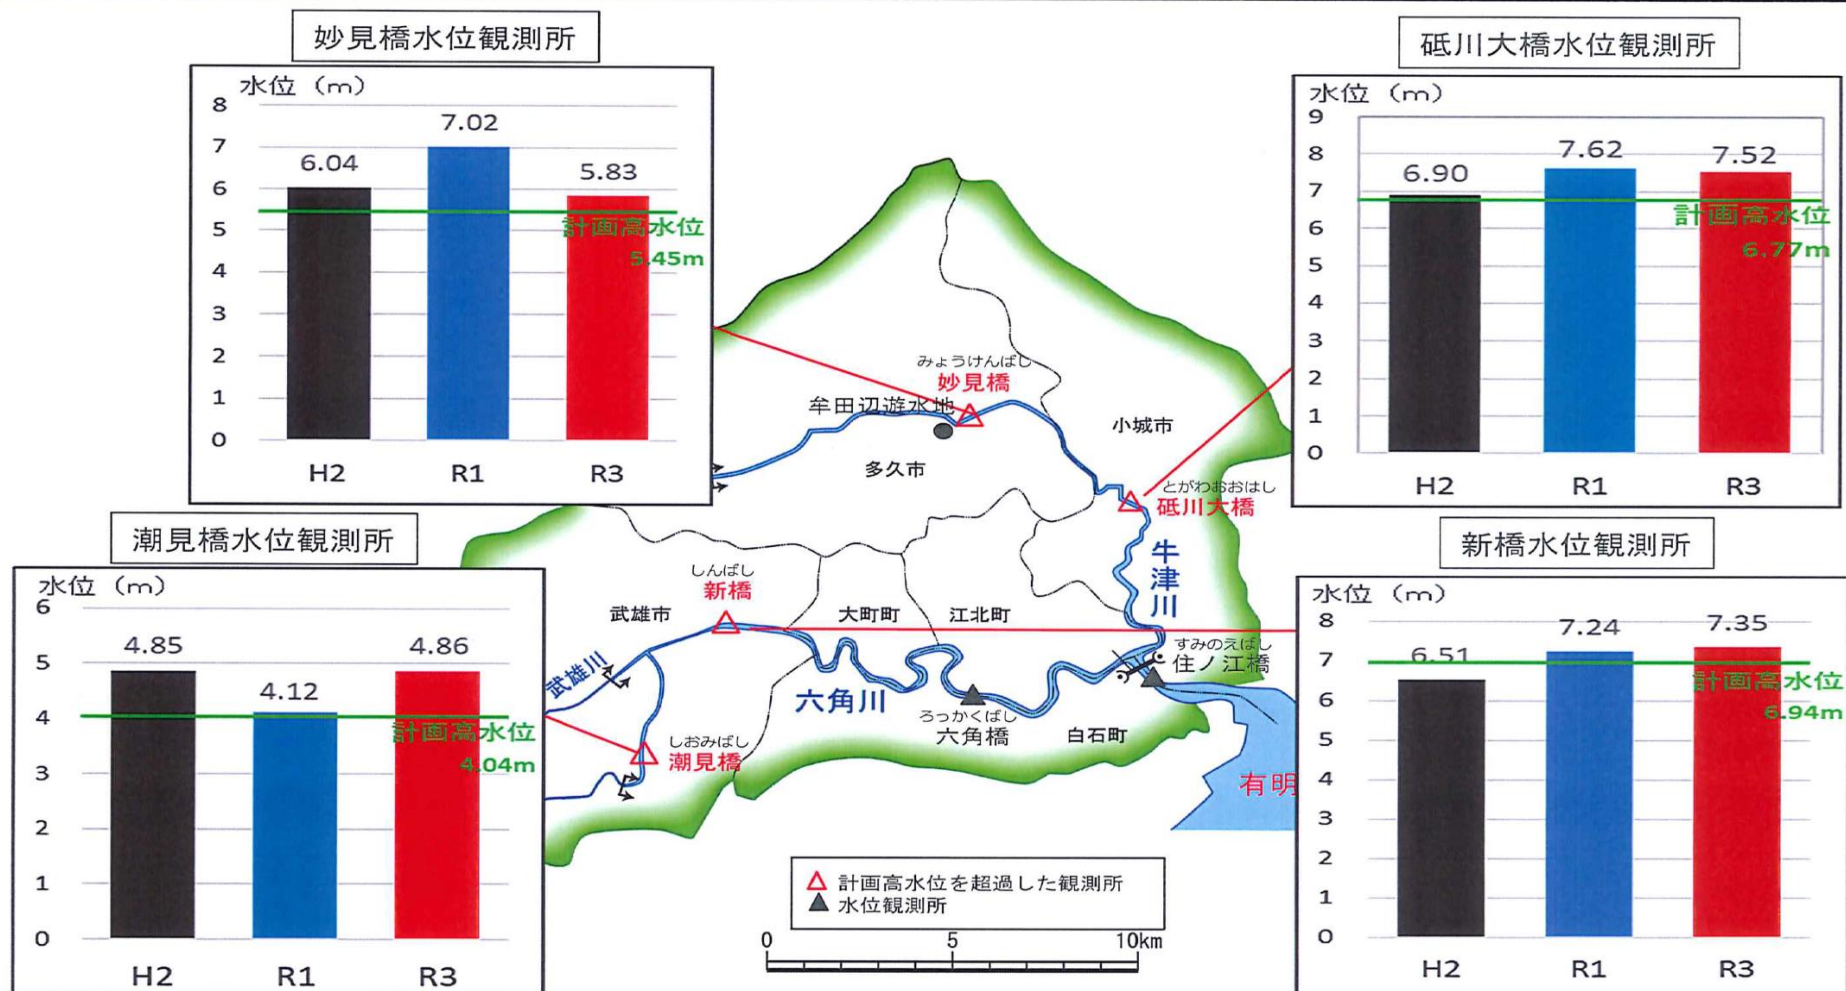 妙見橋水位観測所
水位 (m)
8
7
6
5
4
3
2
1
0
6.04
7.02
5.83
計画高水位
5.45m
H2
R1
R3
砥川大橋水位観測所
水位 (m)
9
8
7
6
5
4
3
2
1
0
6.90
7.62
7.52
計画高水位
6.77m
H2
R1
R3
みょうけんばし
妙見橋
牟田辺遊水地
小城市
多久市
とがわおおはし
砥川大橋
牛津川
しんばし
新橋
武雄市
大町町
江北町
すみのえばし
住ノ江橋
武雄川
六角川
ろっかくばし
六角橋
白石町
しおみばし
潮見橋
有明
潮見橋水位観測所
水位 (m)
6
5
4
3
2
1
0
4.85
4.12
4.86
計画高水位
4.04m
H2
R1
R3
新橋水位観測所
水位 (m)
8
7
6
5
4
3
2
1
0
6.51
7.24
7.35
計画高水位
6.94m
H2
R1
R3
計画高水位を超過した観測所
水位観測所
0 5 10km